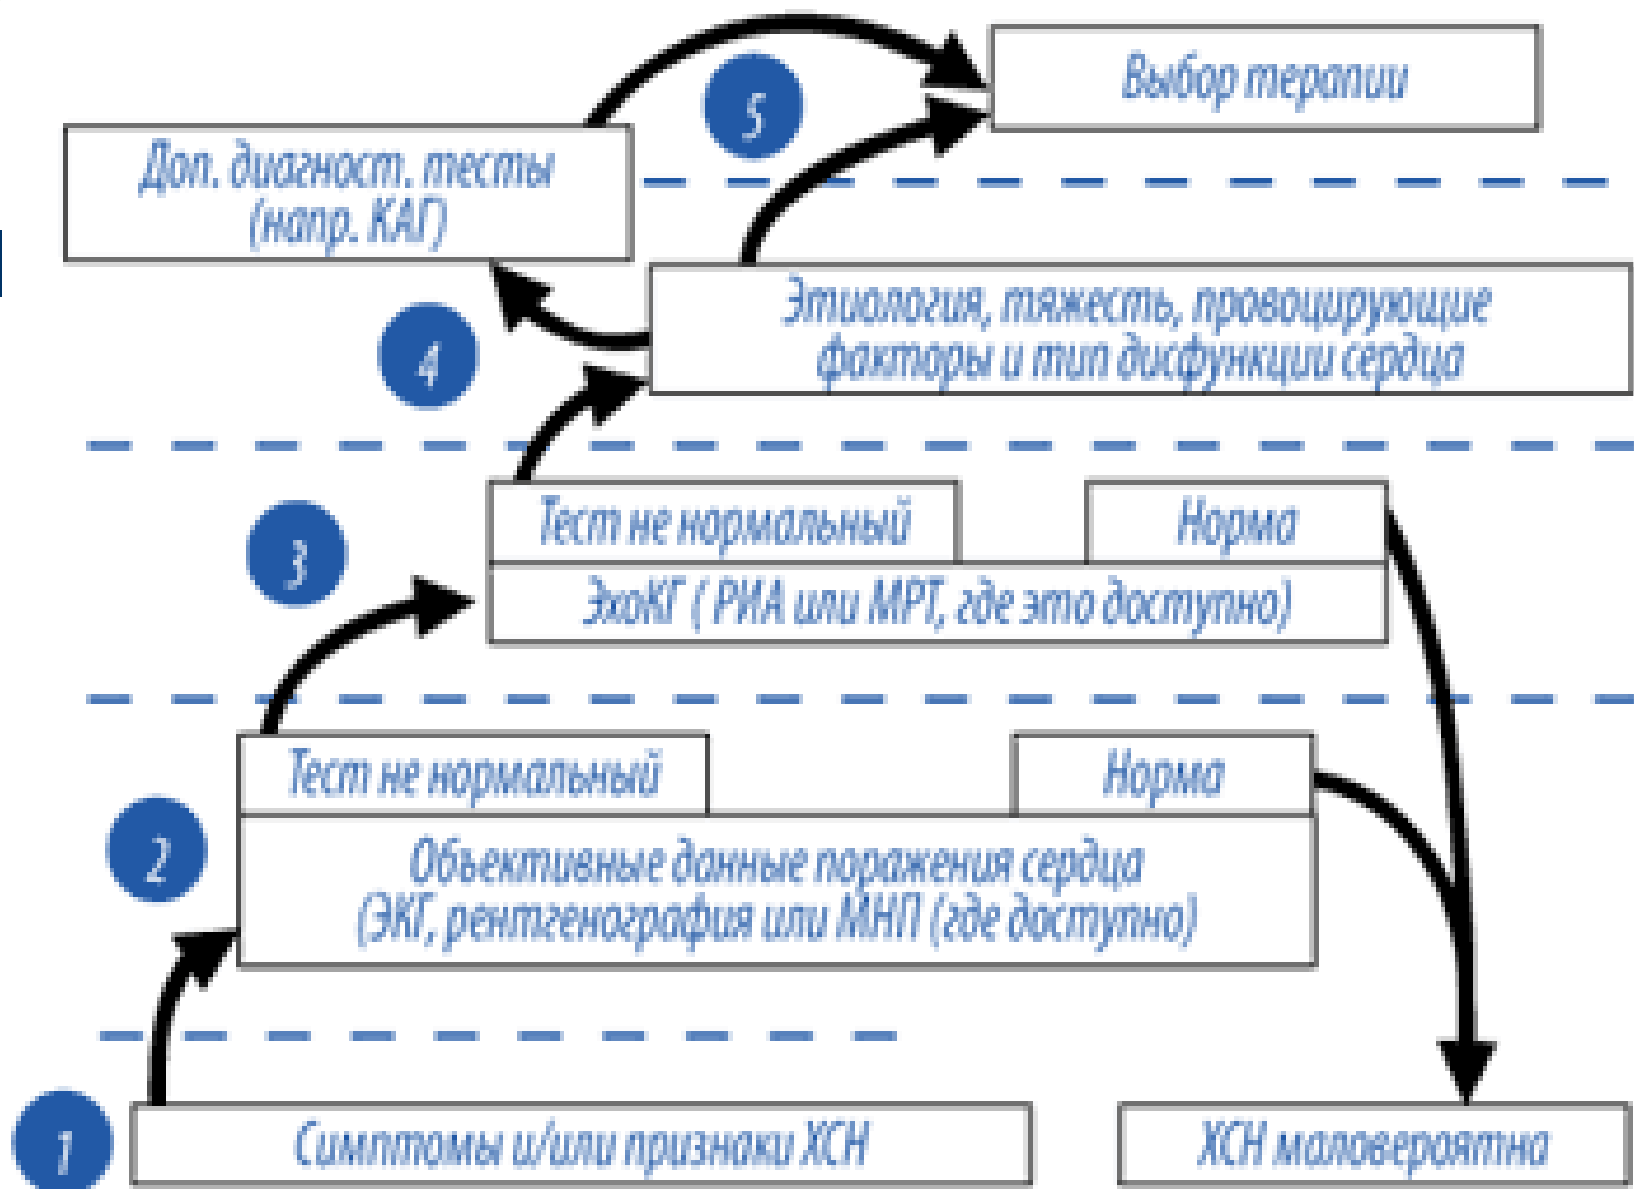 5
Выбор терапии
Доп. диагност. тесты
(напр. КАГ)
4
Этиология, тяжесть, провоцирующие
факторы и тип дисфункции сердца
3
Тест не нормальный
Норма
ЭхоКГ ( РИА или МРТ, где это доступно)
2
Тест не нормальный
Норма
Объективные данные поражения сердца
(ЭКГ, рентгенография или МНП (где доступно)
1
Симптомы и/или признаки ХСН
ХСН маловероятна